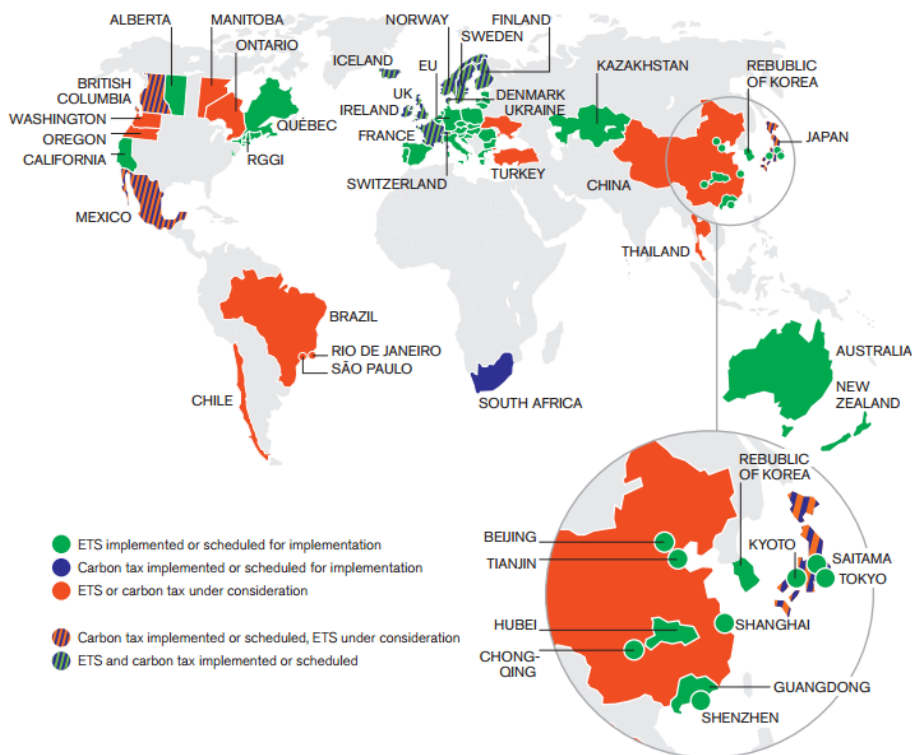 ALBERTA
MANITOBA
ONTARIO
BRITISH
COLUMBIA
WASHINGTON
OREGON
CALIFORNIA
QUÉBEC
RGGI
MEXICO
NORWAY
FINLAND
SWEDEN
ICELAND
EU
UK
IRELAND
DENMARK
UKRAINE
FRANCE
SWITZERLAND
TURKEY
KAZAKHSTAN
REPUBLIC
OF KOREA
JAPAN
CHINA
THAILAND
BRAZIL
RIO DE JANEIRO
SÃO PAULO
CHILE
SOUTH AFRICA
AUSTRALIA
NEW
ZEALAND
REBUBLIC
OF KOREA
BEIJING
TIANJIN
KYOTO
SAITAMA
TOKYO
HUBEI
SHANGHAI
CHONG-
QING
GUANGDONG
SHENZHEN
ETS implemented or scheduled for implementation
Carbon tax implemented or scheduled for implementation
ETS or carbon tax under consideration
Carbon tax implemented or scheduled, ETS under consideration
ETS and carbon tax implemented or scheduled